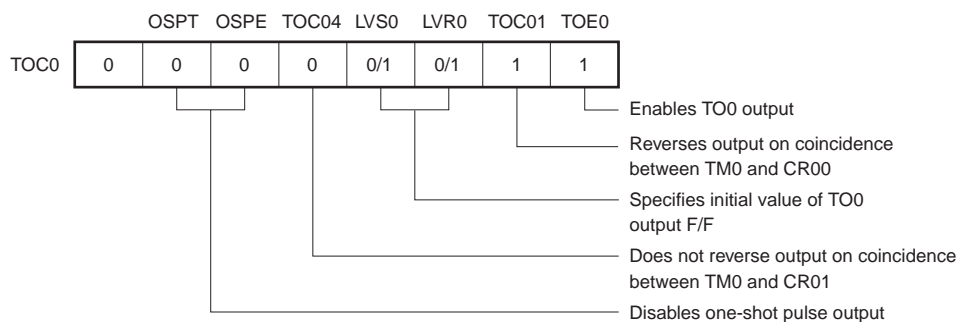 OSPT OSPE TOC04 LVS0 LVR0 TOC01 TOE0
TOC0 0 0 0 0 0/1 0/1 1 1
Enables TO0 output
Reverses output on coincidence
between TM0 and CR00
Specifies initial value of TO0
output F/F
Does not reverse output on coincidence
between TM0 and CR01
Disables one-shot pulse output